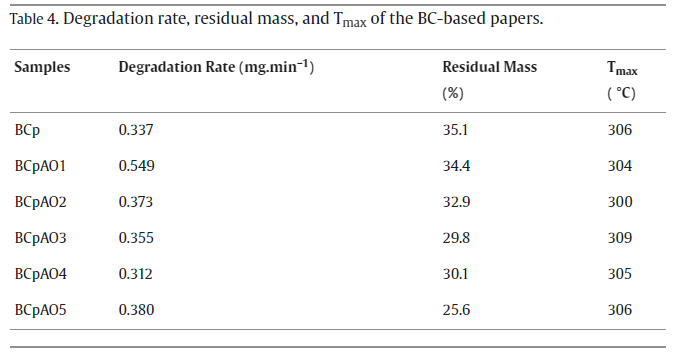 Table 4. Degradation rate, residual mass, and Tmax of the BC-based papers.
Samples Degradation Rate (mg.min⁻¹) Residual Mass Tmax
(%) ( °C)
BCp 0.337 35.1 306
BCpAO1 0.549 34.4 304
BCpAO2 0.373 32.9 300
BCpAO3 0.355 29.8 309
BCpAO4 0.312 30.1 305
BCpAO5 0.380 25.6 306